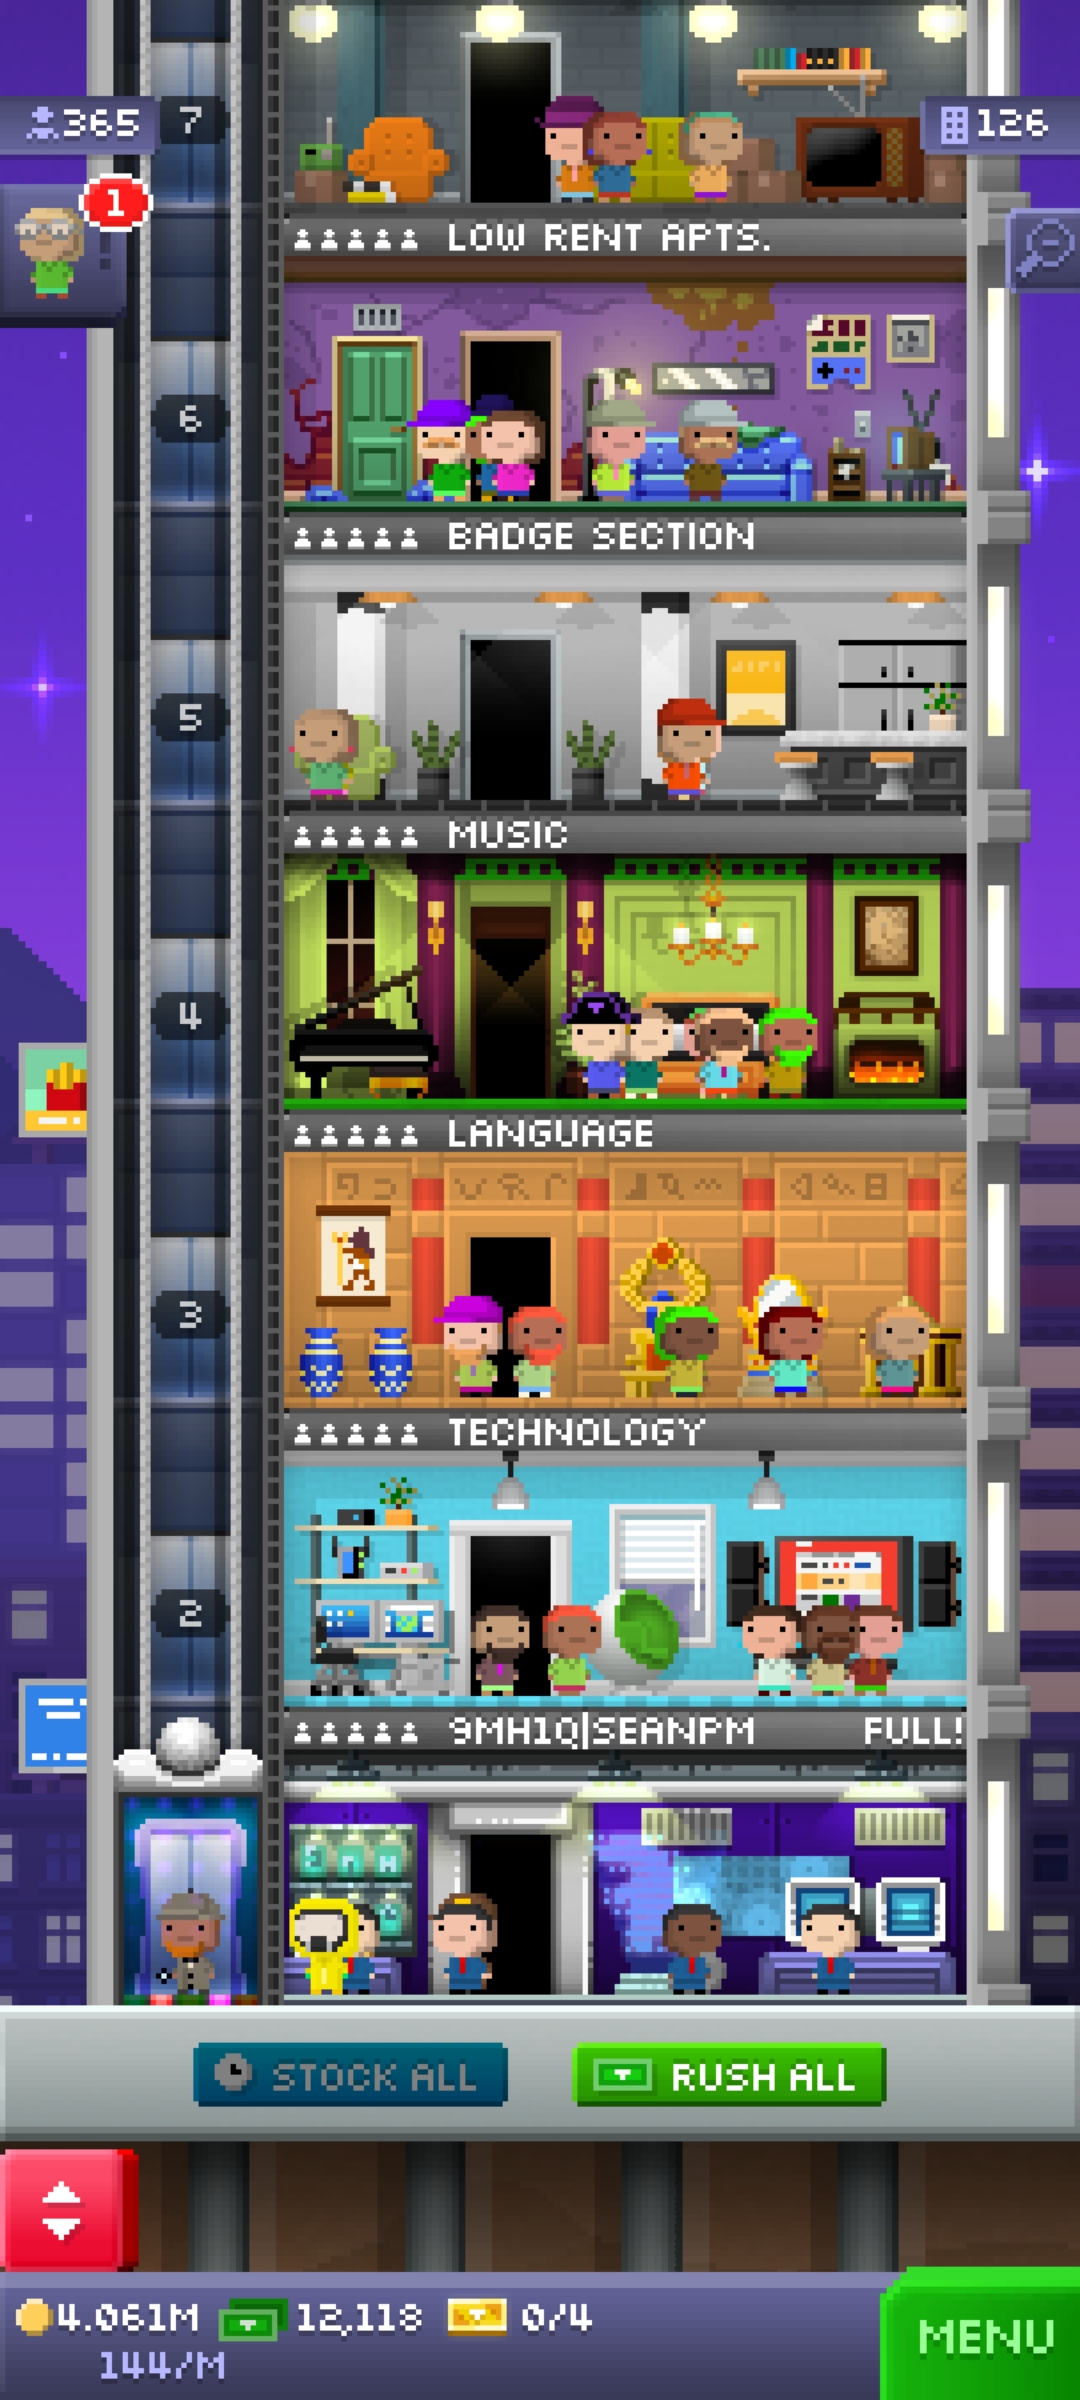 7
365
126
1
LOW RENT APTS.
6
BADGE SECTION
5
MUSIC
4
LANGUAGE
3
TECHNOLOGY
2
9MH1Q|SEANPM FULL!
STOCK ALL
RUSH ALL
4.061M 12,118 0/4
144/M
MENU